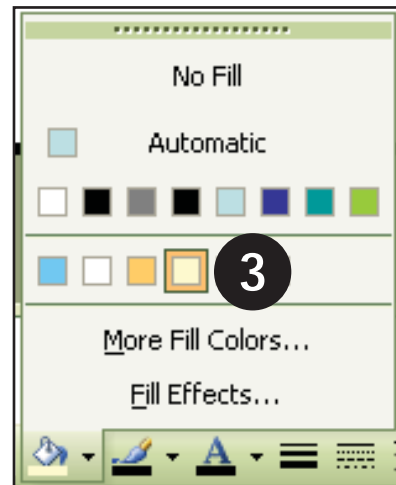 No Fill
Automatic
3
More Fill Colors...
Fill Effects...
A